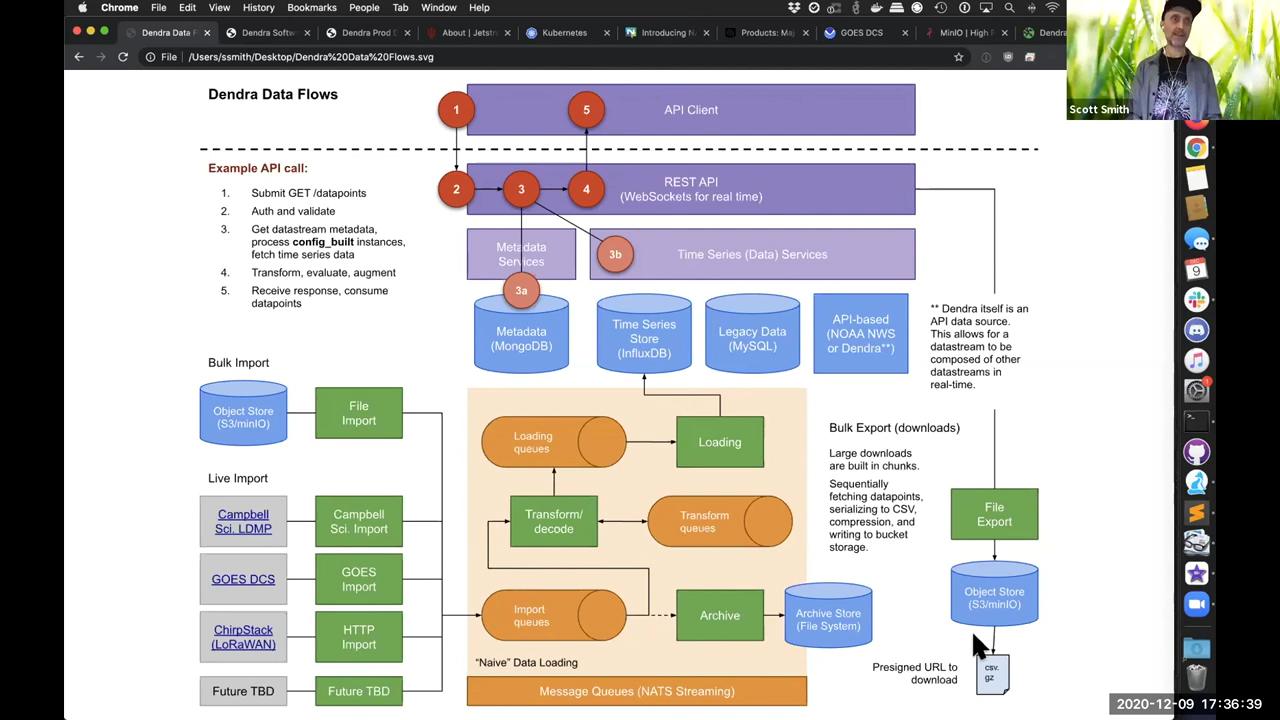 Chrome File Edit View History Bookmarks People Tab Window Help
Dendra Data F
Dendra Softw
Dendra Prod D
About | Jetstr
Kubernetes
Introducing N
Products: Maj
GOES DCS
MinIO | High P
Dendra
File /Users/ssmith/Desktop/Dendra%20Data%20Flows.svg
Scott Smith
Dendra Data Flows
1
5
API Client
Example API call:
1. Submit GET /datapoints
2. Auth and validate
3. Get datastream metadata,
process config_built instances,
fetch time series data
4. Transform, evaluate, augment
5. Receive response, consume
datapoints
2
3
4
REST API
(WebSockets for real time)
Metadata
Services
3b
Time Series (Data) Services
3a
Metadata
(MongoDB)
Time Series
Store
(InfluxDB)
Legacy Data
(MySQL)
API-based
(NOAA NWS
or Dendra**)
** Dendra itself is an
API data source.
This allows for a
datastream to be
composed of other
datastreams in
real-time.
Bulk Import
Object Store
(S3/minIO)
File
Import
Live Import
Campbell
Sci. LDMP
Campbell
Sci. Import
GOES DCS
GOES
Import
ChirpStack
(LoRaWAN)
HTTP
Import
Future TBD
Future TBD
Loading
queues
Loading
Transform/
decode
Transform
queues
Import
queues
Archive
Archive Store
(File System)
"Naive" Data Loading
Message Queues (NATS Streaming)
Bulk Export (downloads)
Large downloads
are built in chunks.
Sequentially
fetching datapoints,
serializing to CSV,
compression, and
writing to bucket
storage.
File
Export
Object Store
(S3/minIO)
Presigned URL to
download
csv.
gz
DEC
9
1
2020-12-09 17:36:39